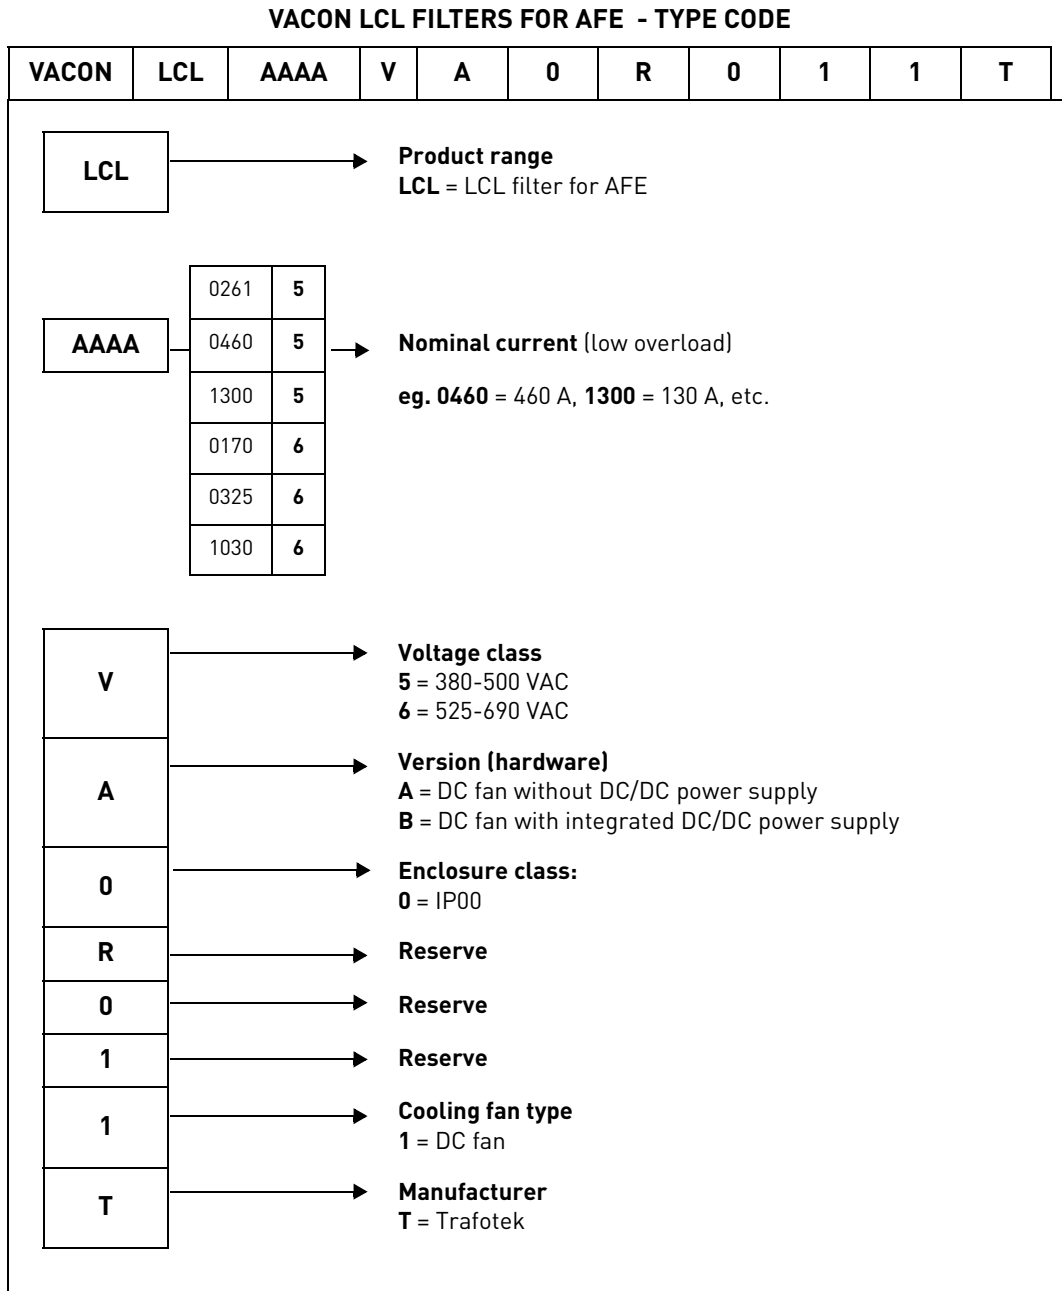 VACON LCL FILTERS FOR AFE - TYPE CODE
VACON LCL AAAA V A 0 R 0 1 1 T
LCL
Product range
LCL = LCL filter for AFE
0261 5
AAAA 0460 5 Nominal current (low overload)
1300 5 eg. 0460 = 460 A, 1300 = 130 A, etc.
0170 6
0325 6
1030 6
V
Voltage class
5 = 380-500 VAC
6 = 525-690 VAC
A
Version (hardware)
A = DC fan without DC/DC power supply
B = DC fan with integrated DC/DC power supply
0
Enclosure class:
0 = IP00
R Reserve
0 Reserve
1 Reserve
1
Cooling fan type
1 = DC fan
T
Manufacturer
T = Trafotek